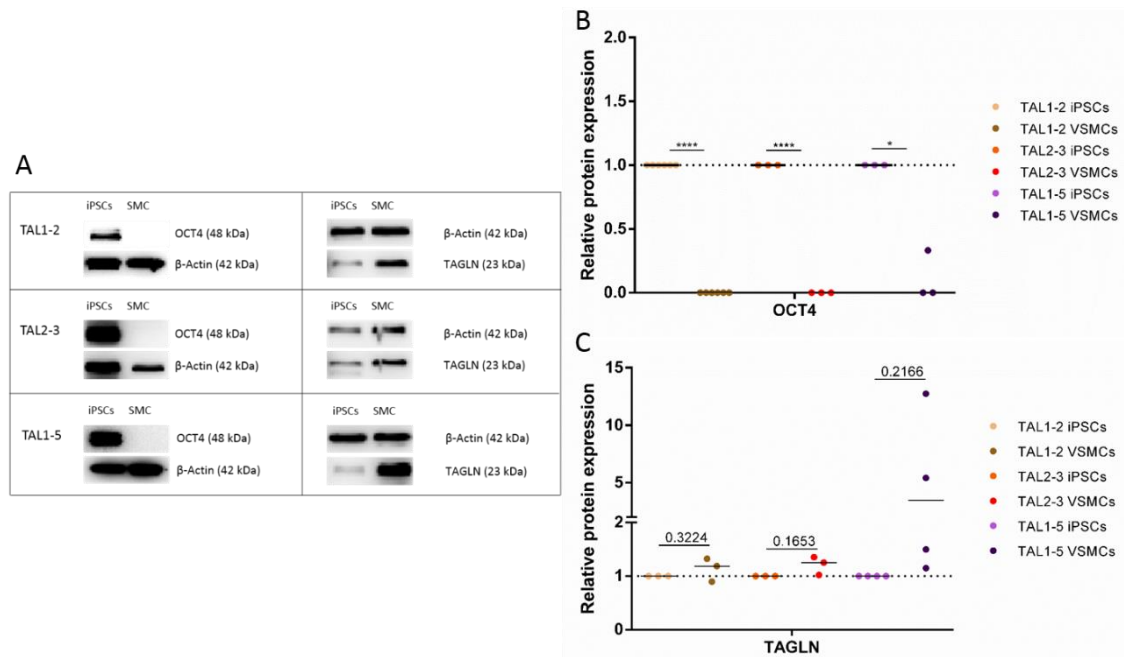 A
iPSCs SMC
TAL1-2
OCT4 (48 kDa)
β-Actin (42 kDa)
iPSCs SMC
β-Actin (42 kDa)
TAGLN (23 kDa)
iPSCs SMC
TAL2-3
OCT4 (48 kDa)
β-Actin (42 kDa)
iPSCs SMC
β-Actin (42 kDa)
TAGLN (23 kDa)
iPSCs SMC
TAL1-5
OCT4 (48 kDa)
β-Actin (42 kDa)
iPSCs SMC
β-Actin (42 kDa)
TAGLN (23 kDa)
B
Relative protein expression
2.0
1.5
1.0
0.5
0.0
**** **** *
OCT4
TAL1-2 iPSCs
TAL1-2 VSMCs
TAL2-3 iPSCs
TAL2-3 VSMCs
TAL1-5 iPSCs
TAL1-5 VSMCs
C
Relative protein expression
15
10
5
2
1
0
0.3224 0.1653 0.2166
TAGLN
TAL1-2 iPSCs
TAL1-2 VSMCs
TAL2-3 iPSCs
TAL2-3 VSMCs
TAL1-5 iPSCs
TAL1-5 VSMCs